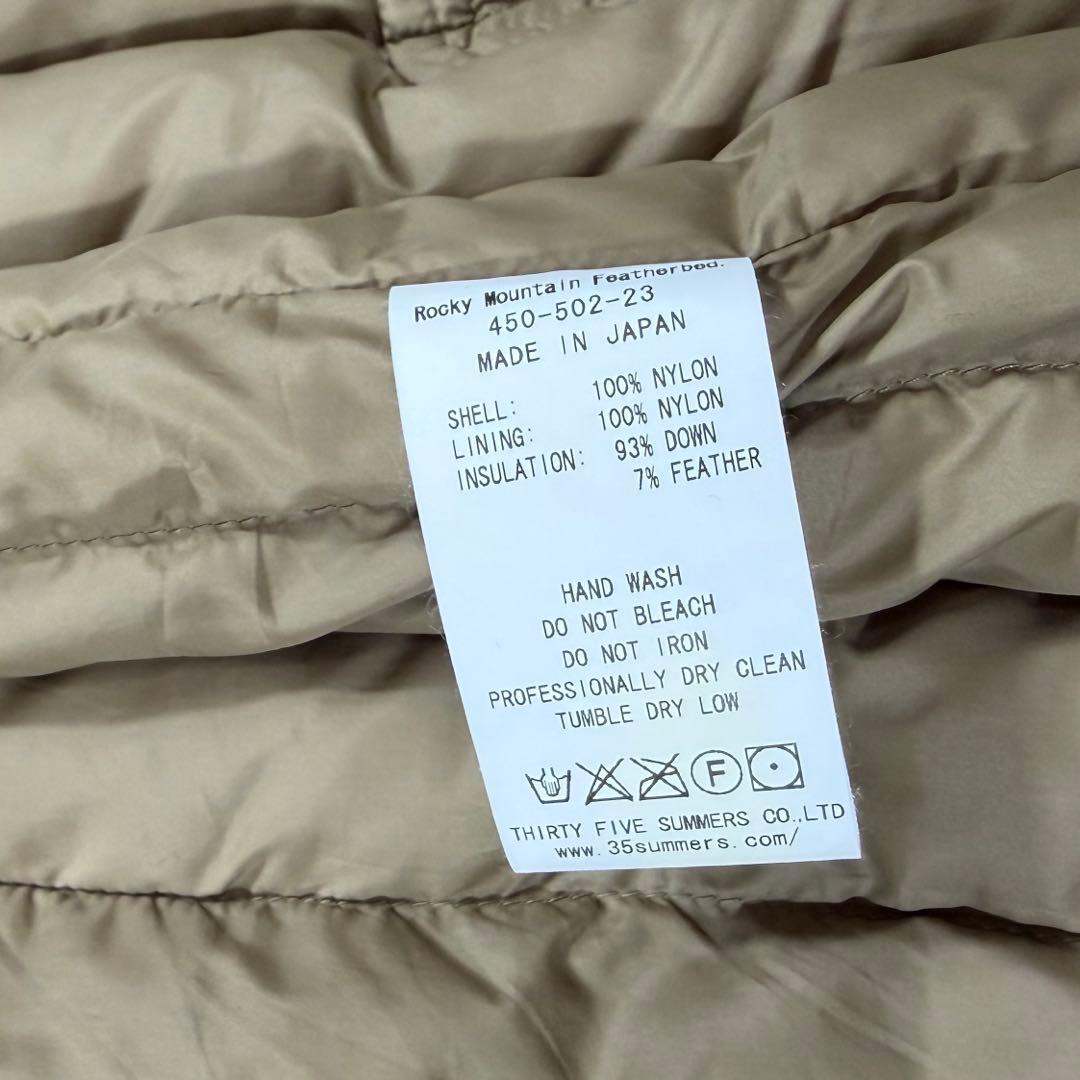 Rocky Mountain Featherbed.
450-502-23
MADE IN JAPAN
SHELL: 100% NYLON
LINING: 100% NYLON
INSULATION: 93% DOWN
7% FEATHER
HAND WASH
DO NOT BLEACH
DO NOT IRON
PROFESSIONALLY DRY CLEAN
TUMBLE DRY LOW
F
THIRTY FIVE SUMMERS CO.,LTD
www.35summers.com/